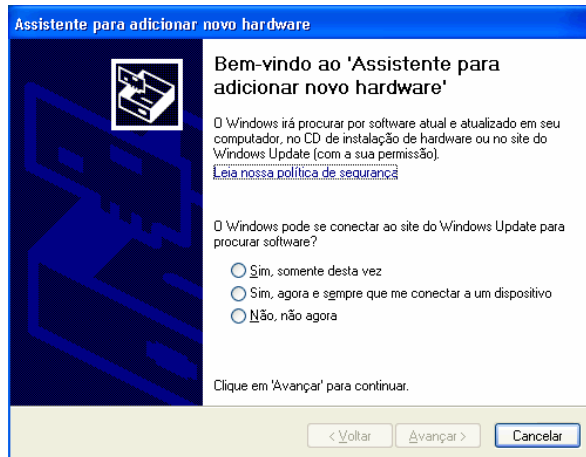 Assistente para adicionar novo hardware
Bem-vindo ao 'Assistente para
adicionar novo hardware'
O Windows irá procurar por software atual e atualizado em seu
computador, no CD de instalação de hardware ou no site do
Windows Update (com a sua permissão).
Leia nossa política de segurança
O Windows pode se conectar ao site do Windows Update para
procurar software?
Sim, somente desta vez
Sim, agora e sempre que me conectar a um dispositivo
Não, não agora
Clique em 'Avançar' para continuar.
< Voltar Avançar > Cancelar